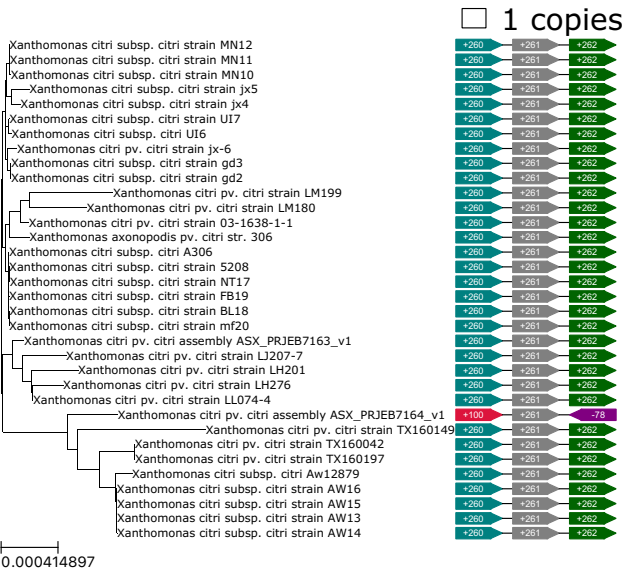 1 copies
Xanthomonas citri subsp. citri strain MN12 +260 +261 +262
Xanthomonas citri subsp. citri strain MN11 +260 +261 +262
Xanthomonas citri subsp. citri strain MN10 +260 +261 +262
Xanthomonas citri subsp. citri strain jx5 +260 +261 +262
Xanthomonas citri subsp. citri strain jx4 +260 +261 +262
Xanthomonas citri subsp. citri strain UI7 +260 +261 +262
Xanthomonas citri subsp. citri UI6 +260 +261 +262
Xanthomonas citri pv. citri strain jx-6 +260 +261 +262
Xanthomonas citri subsp. citri strain gd3 +260 +261 +262
Xanthomonas citri subsp. citri strain gd2 +260 +261 +262
Xanthomonas citri pv. citri strain LM199 +260 +261 +262
Xanthomonas citri pv. citri strain LM180 +260 +261 +262
Xanthomonas citri pv. citri strain 03-1638-1-1 +260 +261 +262
Xanthomonas axonopodis pv. citri str. 306 +260 +261 +262
Xanthomonas citri subsp. citri A306 +260 +261 +262
Xanthomonas citri subsp. citri strain 5208 +260 +261 +262
Xanthomonas citri subsp. citri strain NT17 +260 +261 +262
Xanthomonas citri subsp. citri strain FB19 +260 +261 +262
Xanthomonas citri subsp. citri strain BL18 +260 +261 +262
Xanthomonas citri subsp. citri strain mf20 +260 +261 +262
Xanthomonas citri pv. citri assembly ASX_PRJEB7163_v1 +260 +261 +262
Xanthomonas citri pv. citri strain LJ207-7 +260 +261 +262
Xanthomonas citri pv. citri strain LH201 +260 +261 +262
Xanthomonas citri pv. citri strain LH276 +260 +261 +262
Xanthomonas citri pv. citri strain LL074-4 +260 +261 +262
Xanthomonas citri pv. citri assembly ASX_PRJEB7164_v1 +100 +261 -78
Xanthomonas citri pv. citri strain TX160149 +260 +261 +262
Xanthomonas citri pv. citri strain TX160042 +260 +261 +262
Xanthomonas citri pv. citri strain TX160197 +260 +261 +262
Xanthomonas citri subsp. citri Aw12879 +260 +261 +262
Xanthomonas citri subsp. citri strain AW16 +260 +261 +262
Xanthomonas citri subsp. citri strain AW15 +260 +261 +262
Xanthomonas citri subsp. citri strain AW13 +260 +261 +262
Xanthomonas citri subsp. citri strain AW14 +260 +261 +262
0.000414897